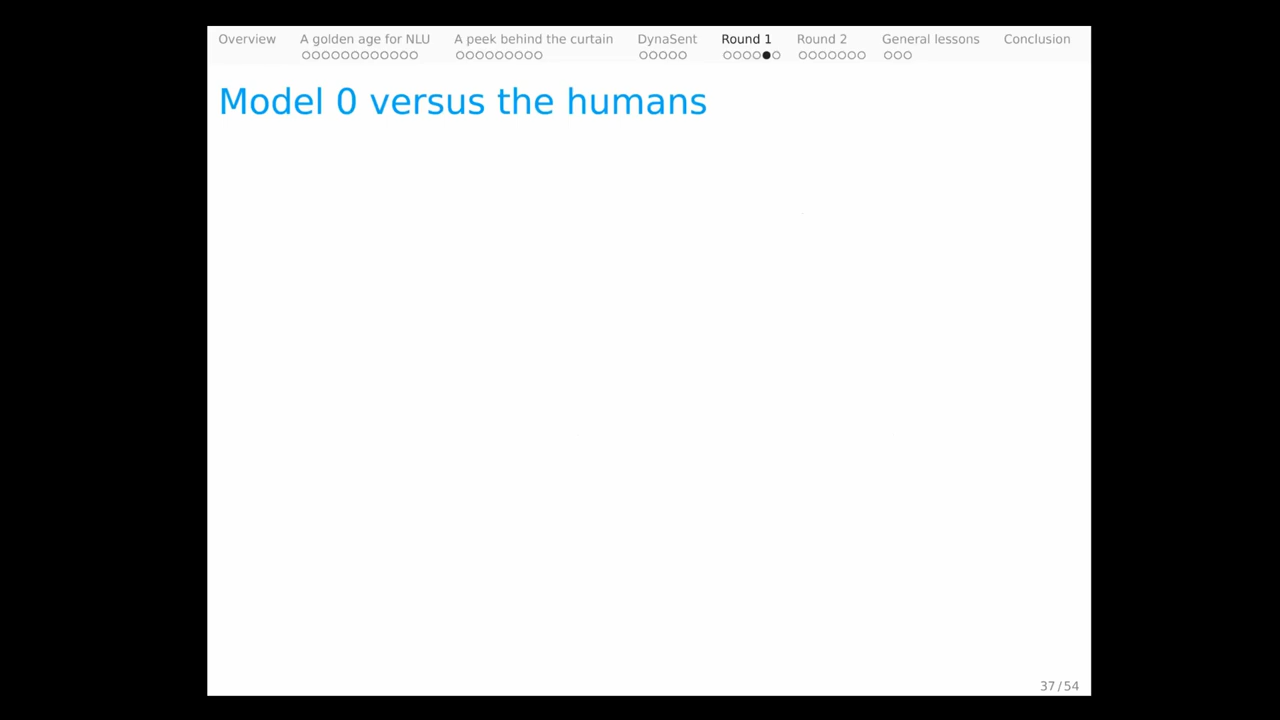 Overview A golden age for NLU A peek behind the curtain DynaSent Round 1 Round 2 General lessons Conclusion
Model 0 versus the humans
37 / 54